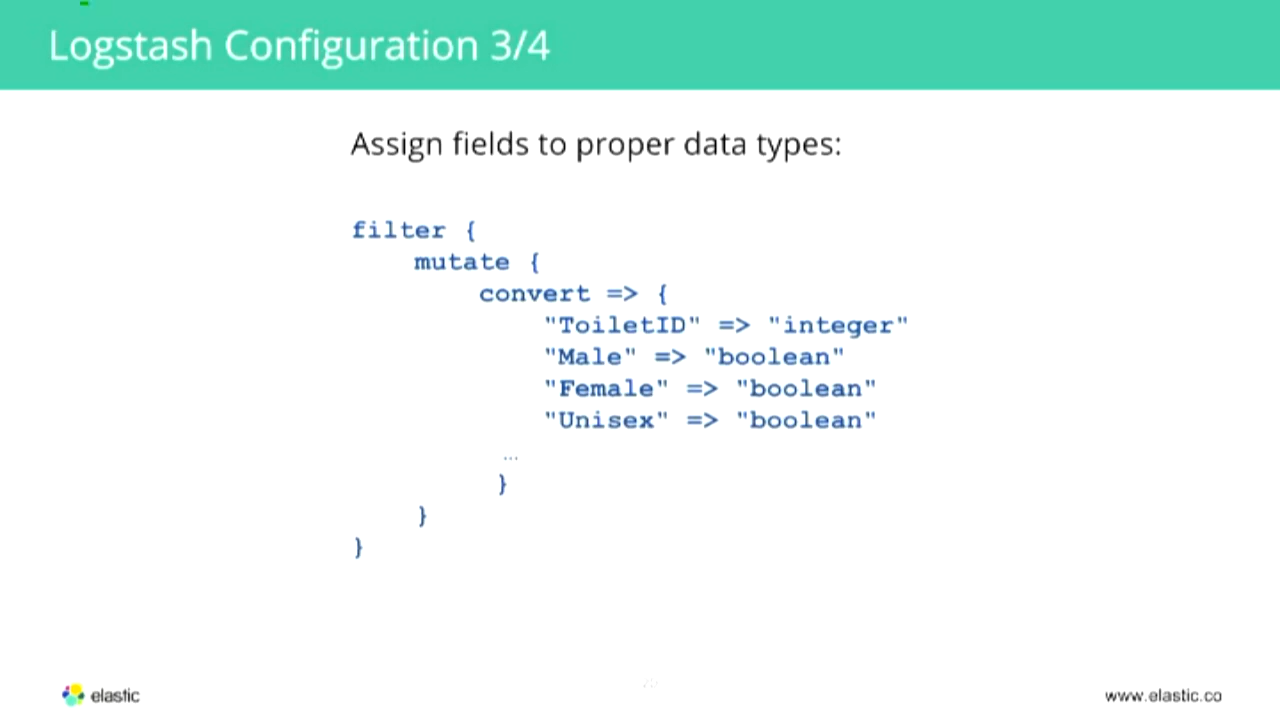 Logstash Configuration 3/4
Assign fields to proper data types:
filter {
mutate {
convert => {
"ToiletID" => "integer"
"Male" => "boolean"
"Female" => "boolean"
"Unisex" => "boolean"
...
}
}
}
elastic
www.elastic.co